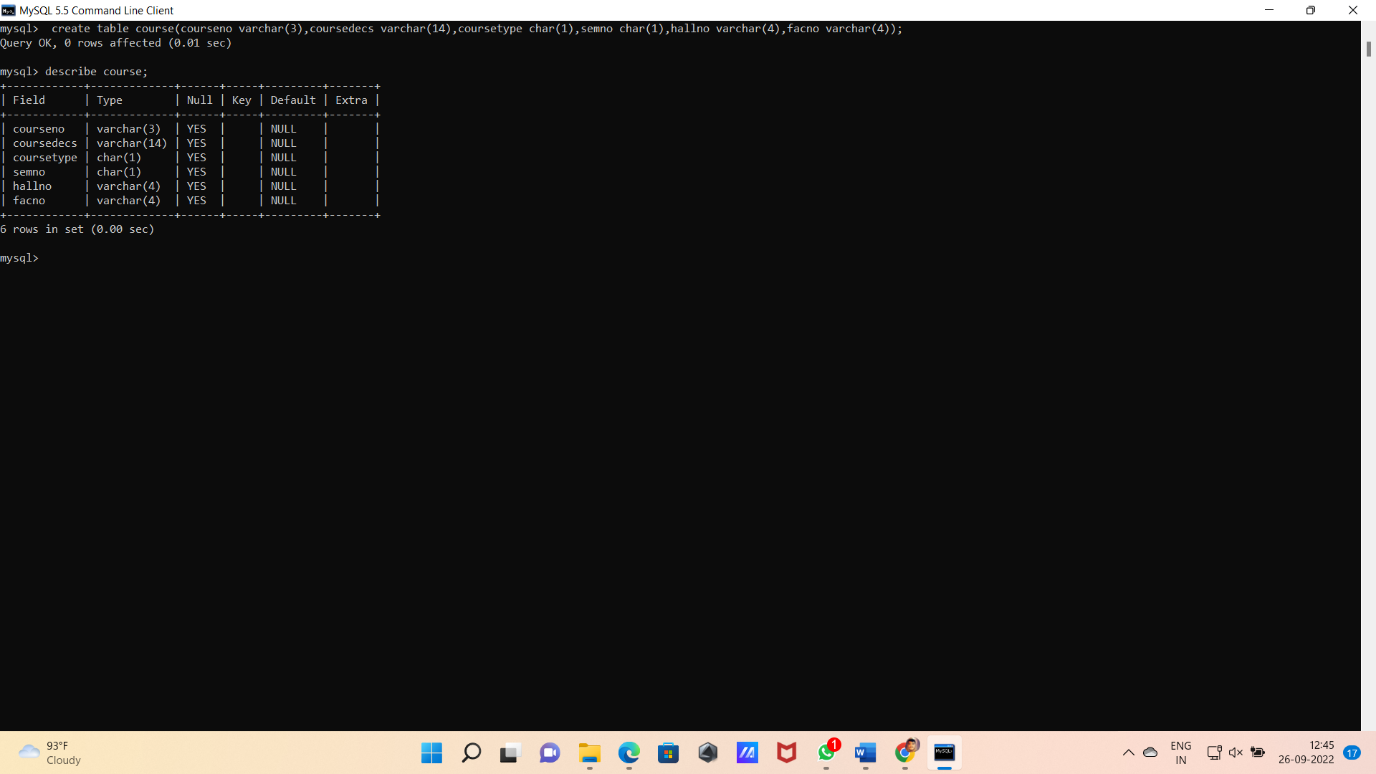 MySQL 5.5 Command Line Client
mysql>  create table course(courseno varchar(3),coursedecs varchar(14),coursetype char(1),semno char(1),hallno varchar(4),facno varchar(4));
Query OK, 0 rows affected (0.01 sec)
mysql> describe course;
+------------+-------------+------+-----+---------+-------+
| Field      | Type        | Null | Key | Default | Extra |
+------------+-------------+------+-----+---------+-------+
| courseno   | varchar(3)  | YES  |     | NULL    |       |
| coursedecs | varchar(14) | YES  |     | NULL    |       |
| coursetype | char(1)     | YES  |     | NULL    |       |
| semno      | char(1)     | YES  |     | NULL    |       |
| hallno     | varchar(4)  | YES  |     | NULL    |       |
| facno      | varchar(4)  | YES  |     | NULL    |       |
+------------+-------------+------+-----+---------+-------+
6 rows in set (0.00 sec)
mysql>
93°F
Cloudy
1
W
MySQL
ENG
IN
12:45
26-09-2022
17